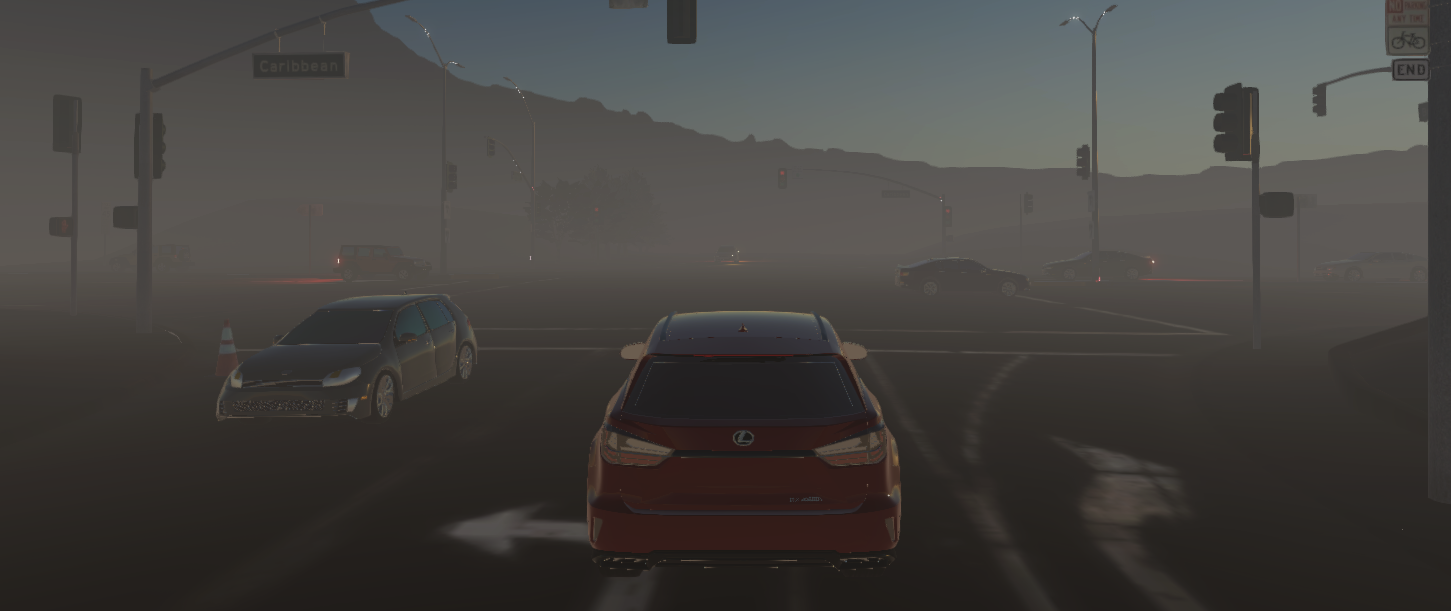 Caribbean
NO PARKING
ANY TIME
END